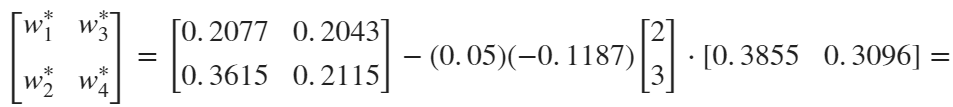 [w₁* w₃* w₂* w₄*] = [0.2077 0.2043 0.3615 0.2115] − (0.05)(−0.1187) [2 3] · [0.3855 0.3096] =